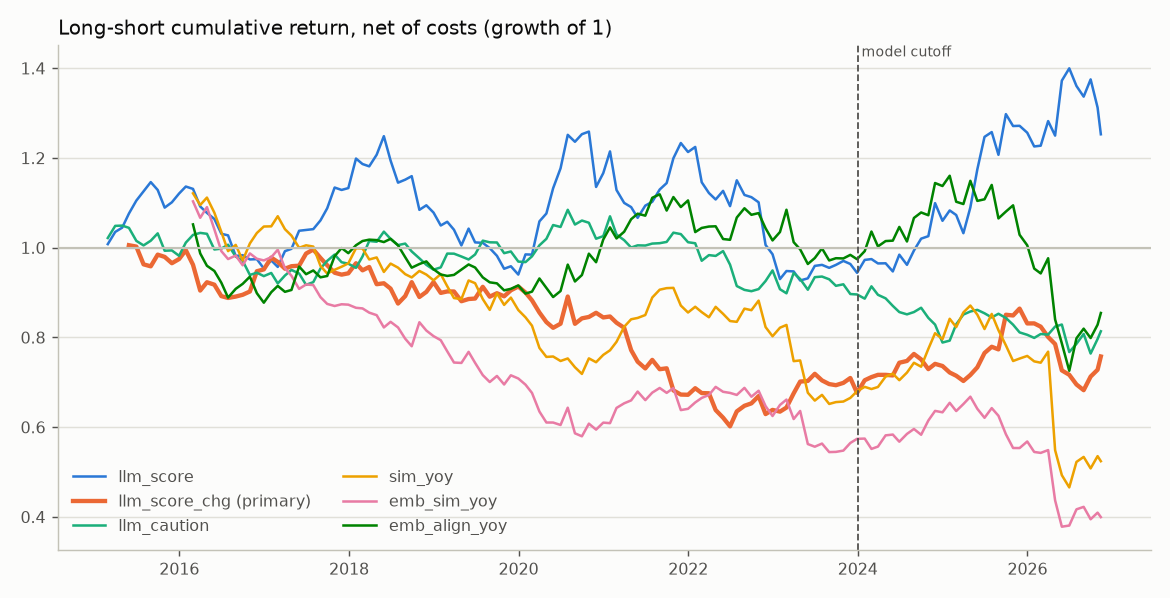 Long-short cumulative return, net of costs (growth of 1)
model cutoff
1.4
1.2
1.0
0.8
0.6
0.4
llm_score
llm_score_chg (primary)
llm_caution
sim_yoy
emb_sim_yoy
emb_align_yoy
2016 2018 2020 2022 2024 2026